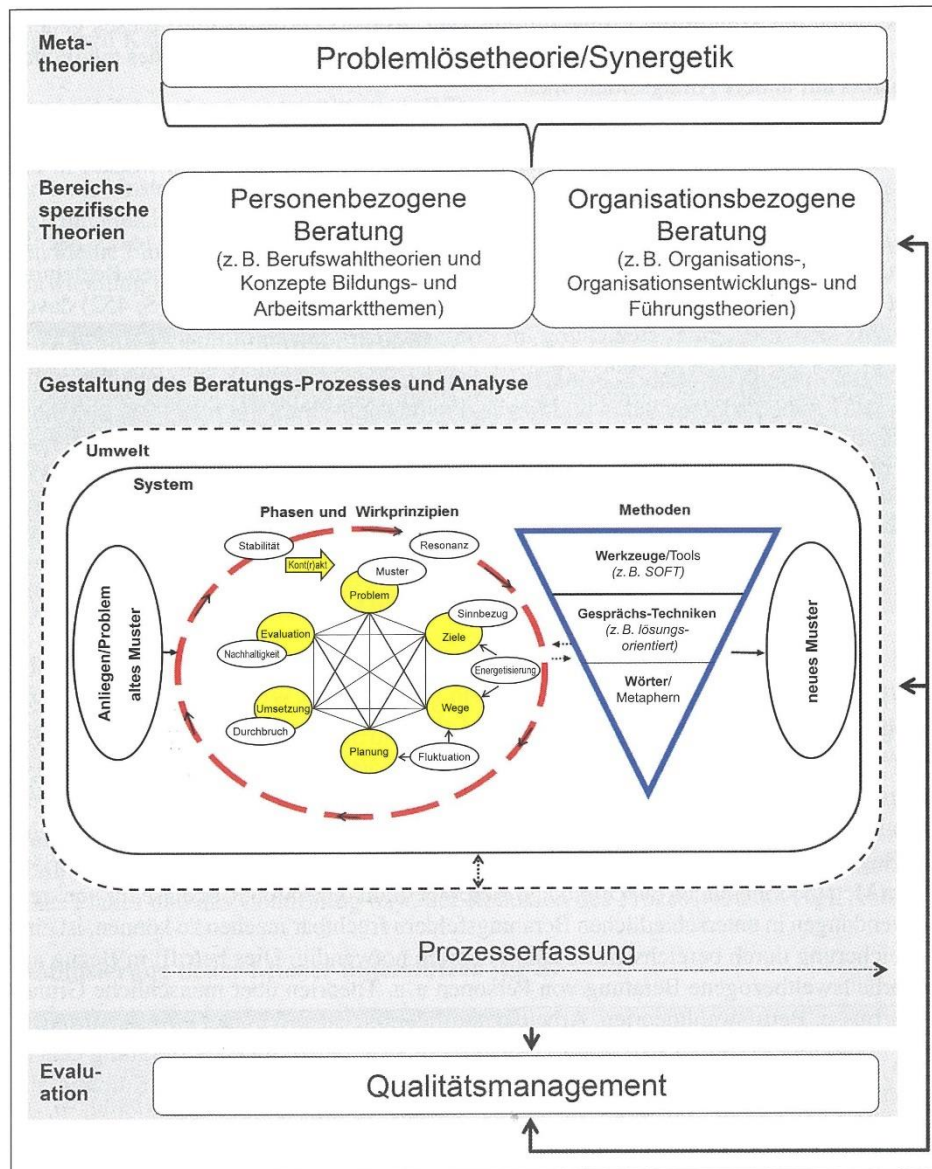 Meta-
theorien
Problemlösetheorie/Synergetik
Bereichs-
spezifische
Theorien
Personenbezogene
Beratung
(z. B. Berufswahltheorien und
Konzepte Bildungs- und
Arbeitsmarktthemen)
Organisationsbezogene
Beratung
(z. B. Organisations-,
Organisationsentwicklungs- und
Führungstheorien)
Gestaltung des Beratungs-Prozesses und Analyse
Umwelt
System
Anliegen/Problem
altes Muster
Phasen und Wirkprinzipien
Stabilität
Resonanz
Kont(r)akt
Muster
Problem
Evaluation
Nachhaltigkeit
Sinnbezug
Ziele
Energetisierung
Umsetzung
Durchbruch
Wege
Planung
Fluktuation
Methoden
Werkzeuge/Tools
(z. B. SOFT)
Gesprächs-Techniken
(z. B. lösungs-
orientiert)
Wörter/
Metaphern
neues Muster
Prozesserfassung
Evalu-
ation
Qualitätsmanagement